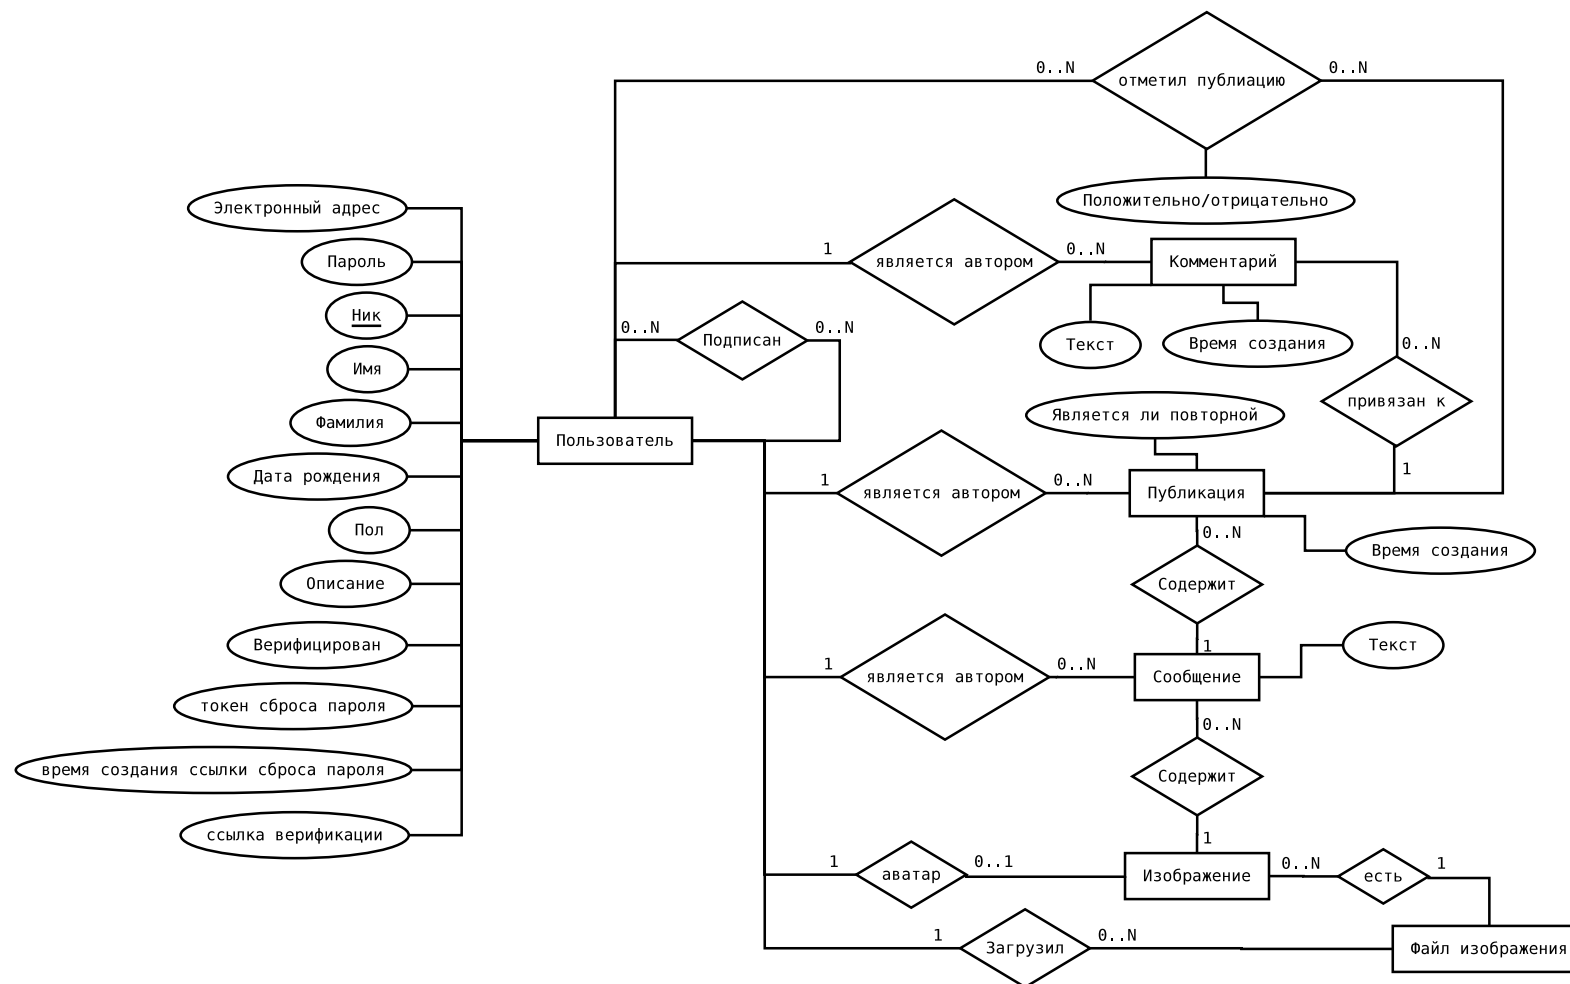 0..N
отметил публиацию
0..N
Положительно/отрицательно
Электронный адрес
Пароль
Ник
Имя
Фамилия
Дата рождения
Пол
Описание
Верифицирован
токен сброса пароля
время создания ссылки сброса пароля
ссылка верификации
Пользователь
1
является автором
0..N
Комментарий
Текст
Время создания
0..N
привязан к
1
0..N
Подписан
0..N
Является ли повторной
1
является автором
0..N
Публикация
Время создания
0..N
Содержит
1
1
является автором
0..N
Сообщение
Текст
0..N
Содержит
1
1
аватар
0..1
Изображение
0..N
есть
1
1
Загрузил
0..N
Файл изображения